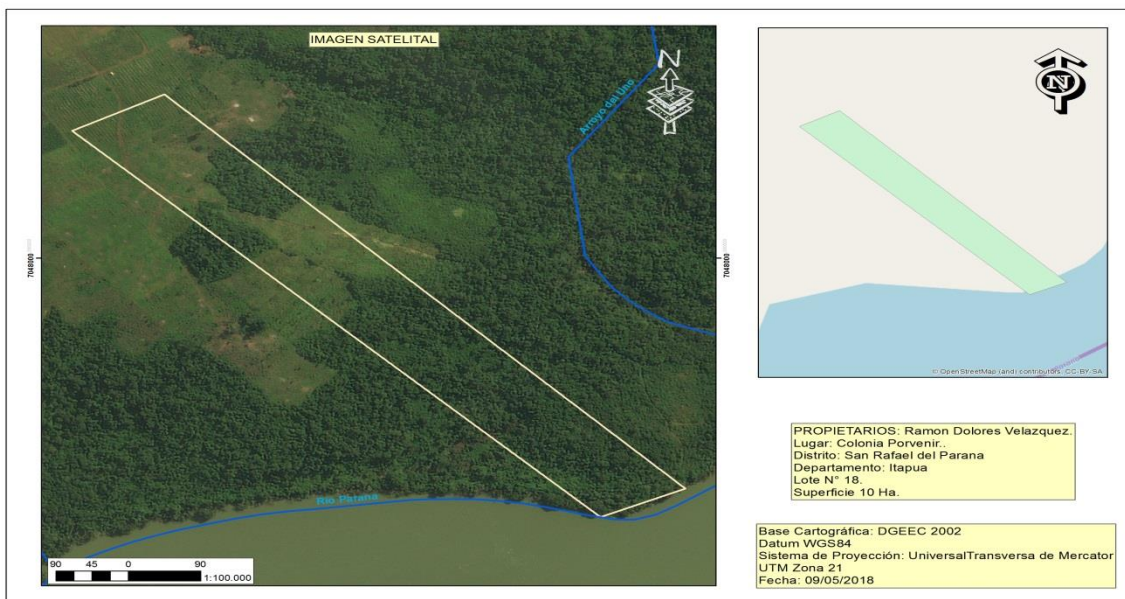 IMAGEN SATELITAL
N
Arroyo del Uno
7048000
7048000
Rio Parana
90 45 0 90
1:100.000
N
© OpenStreetMap (and) contributors, CC-BY-SA
PROPIETARIOS: Ramon Dolores Velazquez.
Lugar: Colonia Porvenir..
Distrito: San Rafael del Parana
Departamento: Itapua
Lote N° 18.
Superficie 10 Ha.
Base Cartográfica: DGEEC 2002
Datum WGS84
Sistema de Proyección: UniversalTransversa de Mercator
UTM Zona 21
Fecha: 09/05/2018